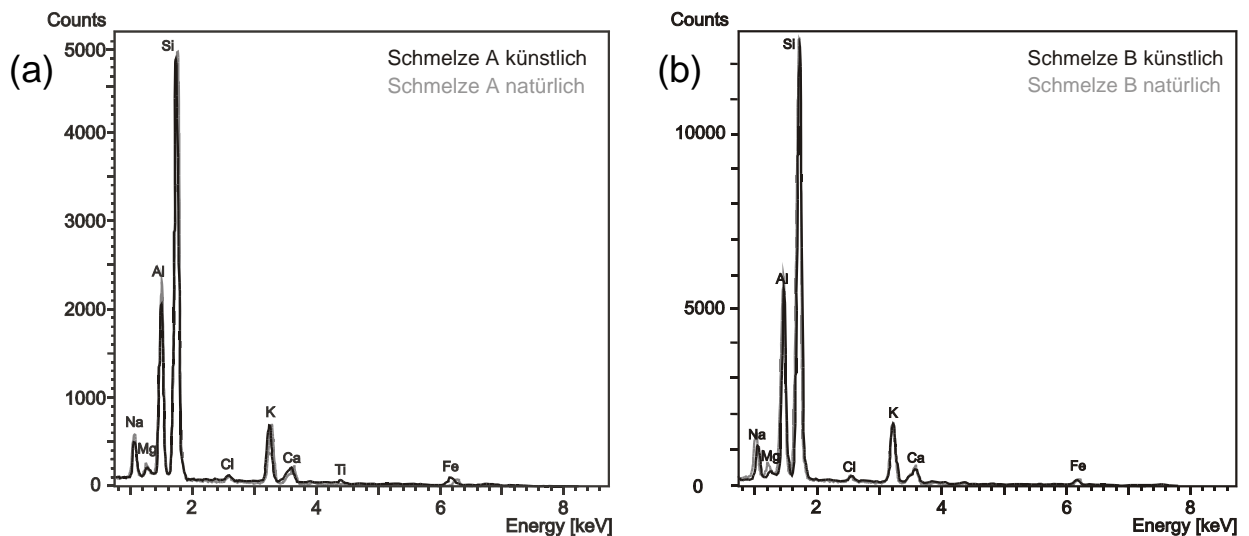 (a)
Counts
5000
4000
3000
2000
1000
0
Si
Al
Na
Mg
Cl
K
Ca
Ti
Fe
Schmelze A künstlich
Schmelze A natürlich
2
4
6
8
Energy [keV]
(b)
Counts
10000
5000
0
Si
Al
Na
Mg
Cl
K
Ca
Fe
Schmelze B künstlich
Schmelze B natürlich
2
4
6
8
Energy [keV]